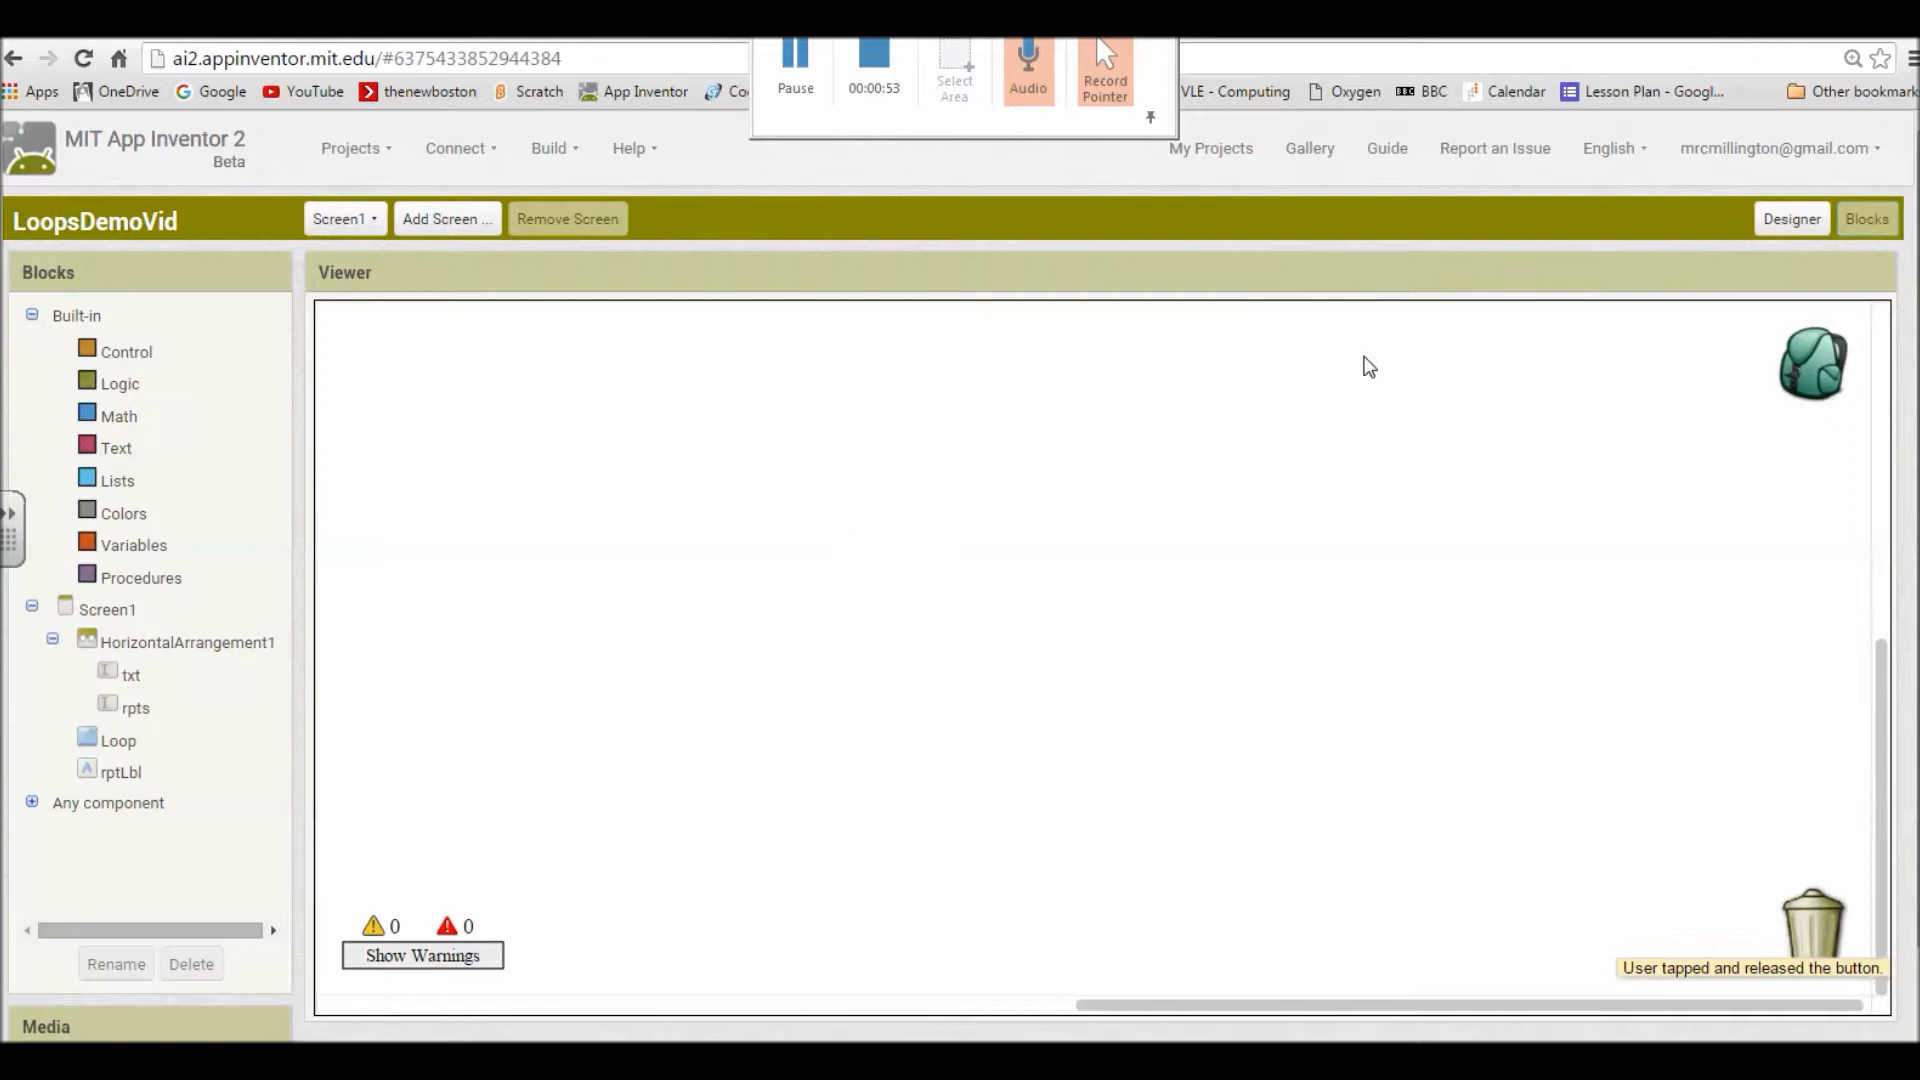 ai2.appinventor.mit.edu/#6375433852944384
Pause
00:00:53
Select
Area
Audio
Record
Pointer
Apps
OneDrive
Google
YouTube
thenewboston
Scratch
App Inventor
VLE - Computing
Oxygen
BBC
Calendar
Lesson Plan - Googl...
Other bookmark
MIT App Inventor 2
Beta
Projects
Connect
Build
Help
My Projects
Gallery
Guide
Report an Issue
English
mrcmillington@gmail.com
LoopsDemoVid
Screen1
Add Screen ...
Remove Screen
Designer
Blocks
Blocks
Viewer
Built-in
Control
Logic
Math
Text
Lists
Colors
Variables
Procedures
Screen1
HorizontalArrangement1
txt
rpts
Loop
rptLbl
Any component
Rename
Delete
Media
0
0
Show Warnings
User tapped and released the button.